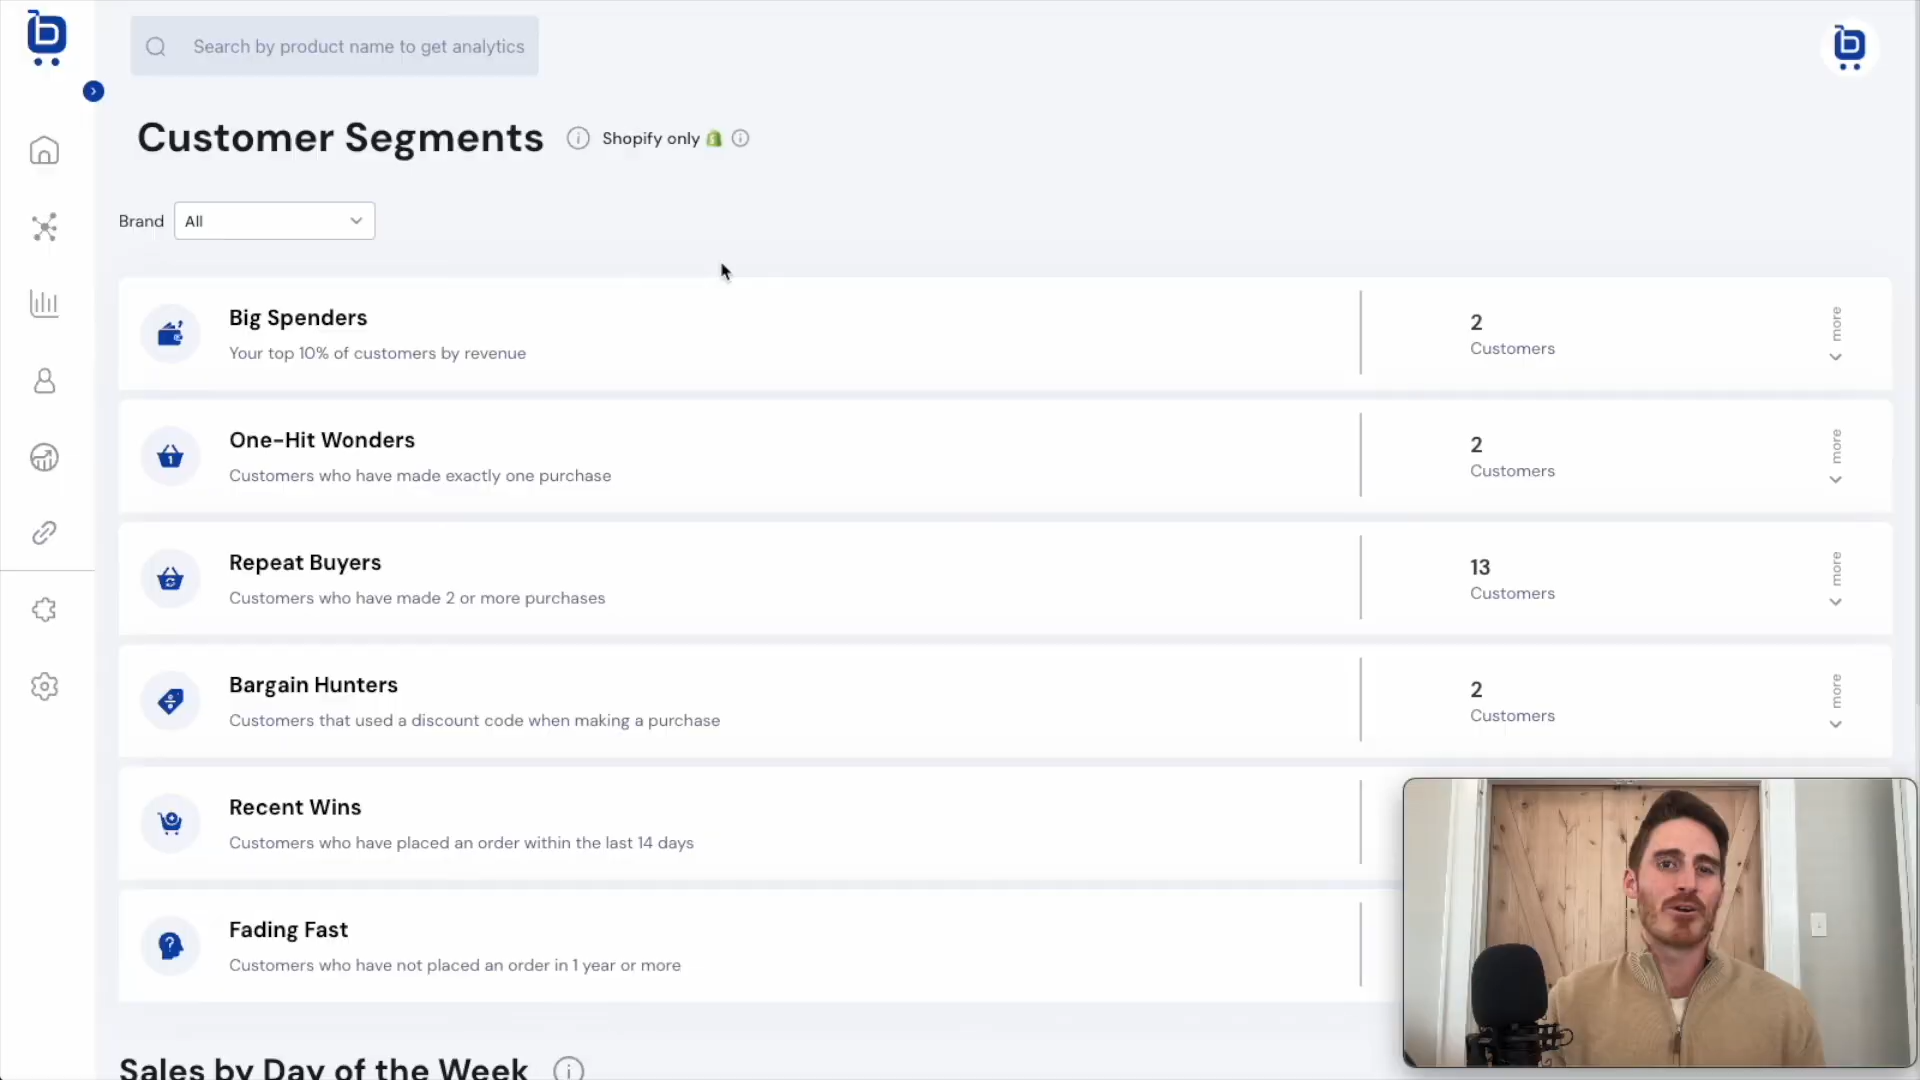 b
Search by product name to get analytics
b
Customer Segments
Shopify only
Brand
All
Big Spenders
Your top 10% of customers by revenue
2
Customers
more
One-Hit Wonders
Customers who have made exactly one purchase
2
Customers
more
Repeat Buyers
Customers who have made 2 or more purchases
13
Customers
more
Bargain Hunters
Customers that used a discount code when making a purchase
2
Customers
more
Recent Wins
Customers who have placed an order within the last 14 days
Fading Fast
Customers who have not placed an order in 1 year or more
Sales by Day of the Week